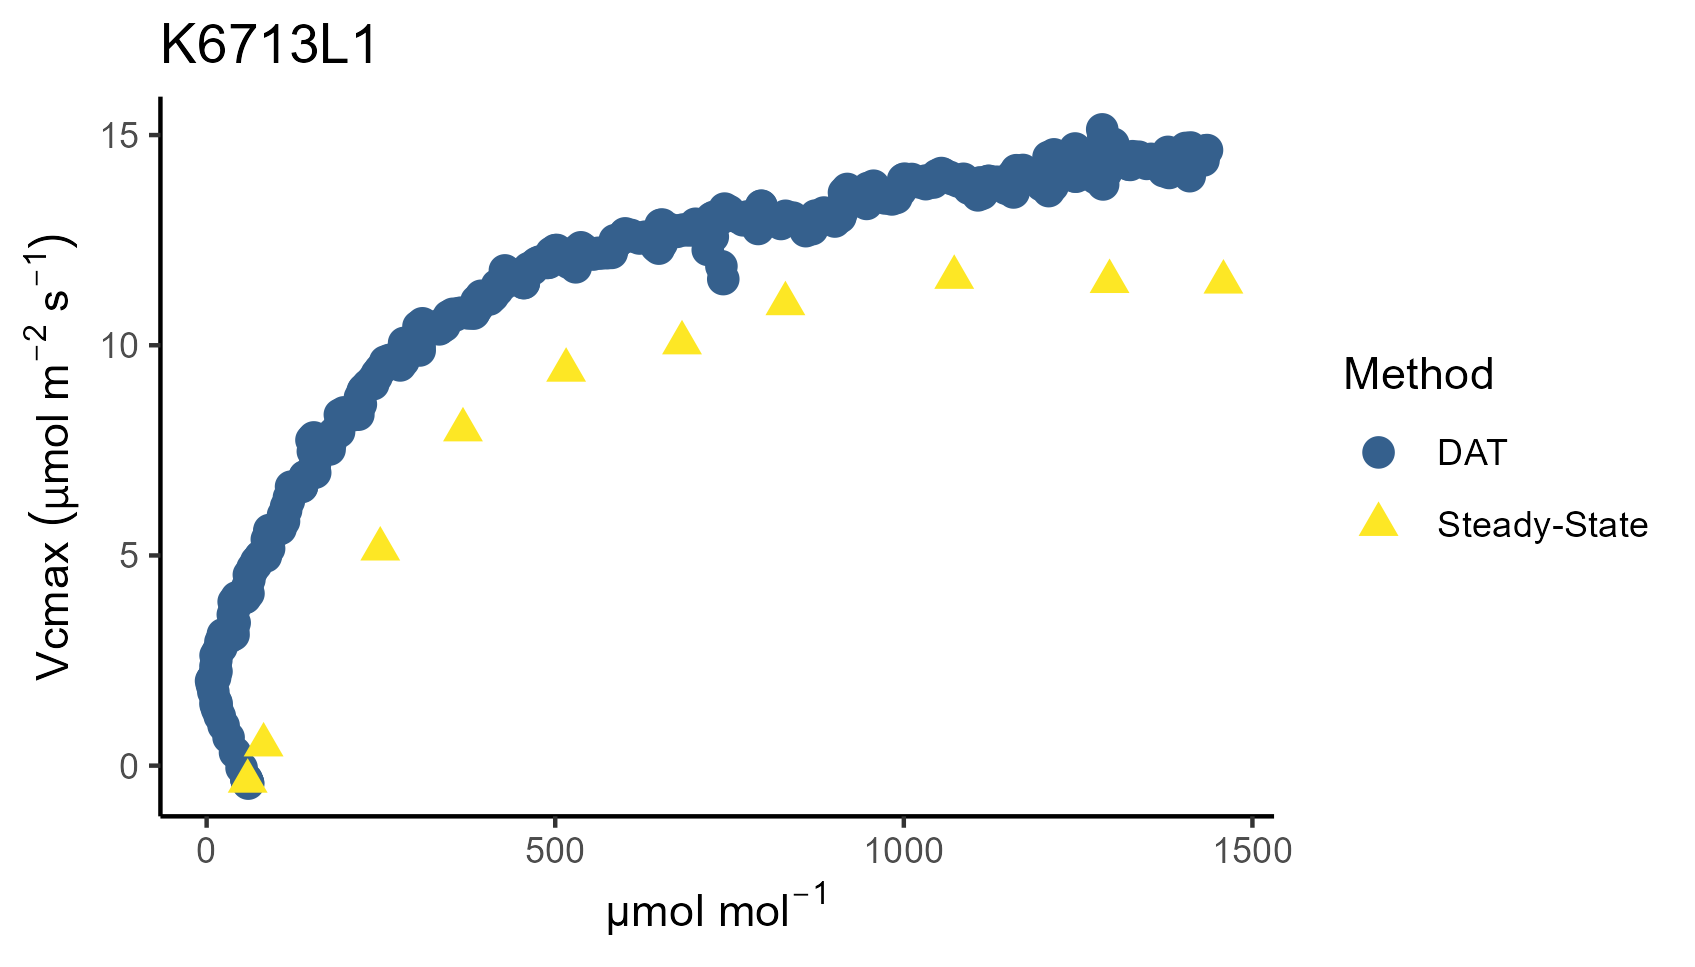 K6713L1
15
10
5
0
Vcmax (µmol m⁻² s⁻¹)
0 500 1000 1500
µmol mol⁻¹
Method
DAT
Steady-State